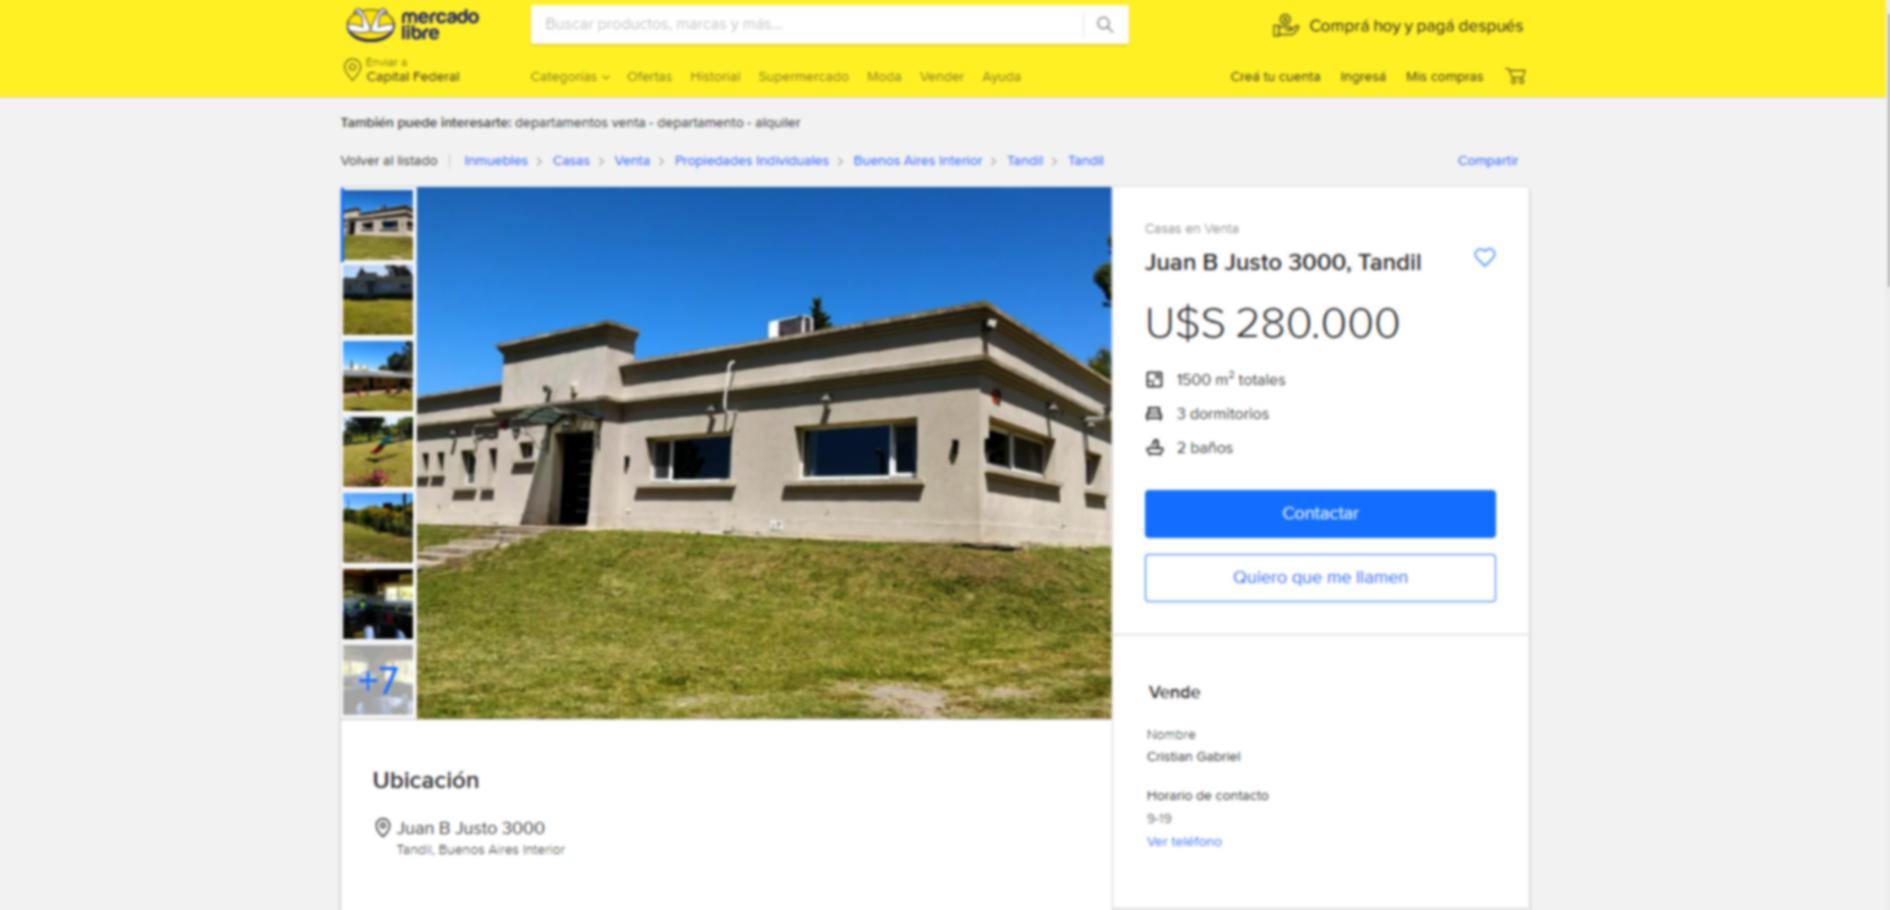 mercado
libre
Buscar productos, marcas y más...
Comprá hoy y pagá después
Enviar a
Capital Federal
Categorías Ofertas Historial Supermercado Moda Vender Ayuda
Creá tu cuenta Ingresá Mis compras
También puede interesarte: departamentos venta - departamento - alquiler
Volver al listado | Inmuebles > Casas > Venta > Propiedades Individuales > Buenos Aires Interior > Tandil > Tandil
Compartir
+7
Casas en Venta
Juan B Justo 3000, Tandil
U$S 280.000
1500 m² totales
3 dormitorios
2 baños
Contactar
Quiero que me llamen
Vende
Nombre
Cristian Gabriel
Horario de contacto
9-19
Ver teléfono
Ubicación
Juan B Justo 3000
Tandil, Buenos Aires Interior